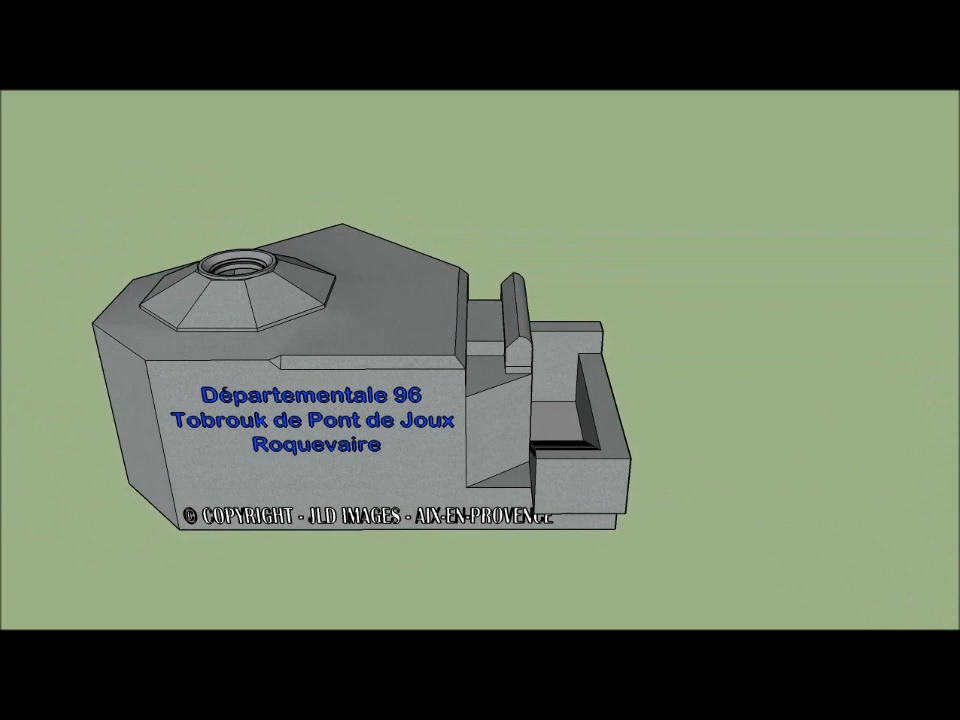 Départementale 96
Tobrouk de Pont de Joux
Roquevaire
© COPYRIGHT - JLD IMAGES - AIX-EN-PROVENCE